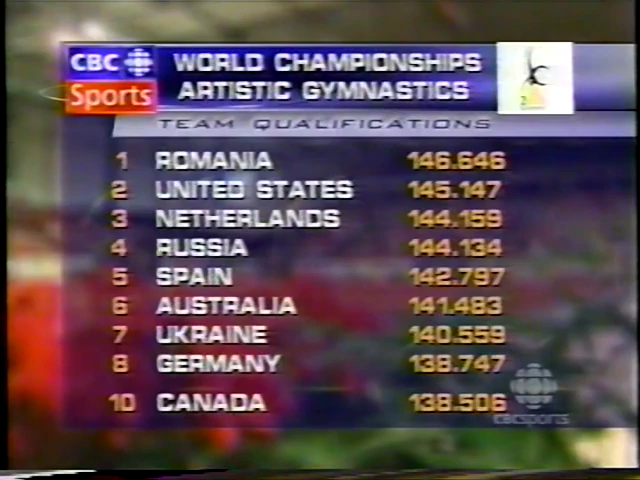 CBC
Sports
WORLD CHAMPIONSHIPS
ARTISTIC GYMNASTICS
TEAM QUALIFICATIONS
1 ROMANIA 146.646
2 UNITED STATES 145.147
3 NETHERLANDS 144.159
4 RUSSIA 144.134
5 SPAIN 142.797
6 AUSTRALIA 141.483
7 UKRAINE 140.559
8 GERMANY 138.747
10 CANADA 138.506
cbcsports